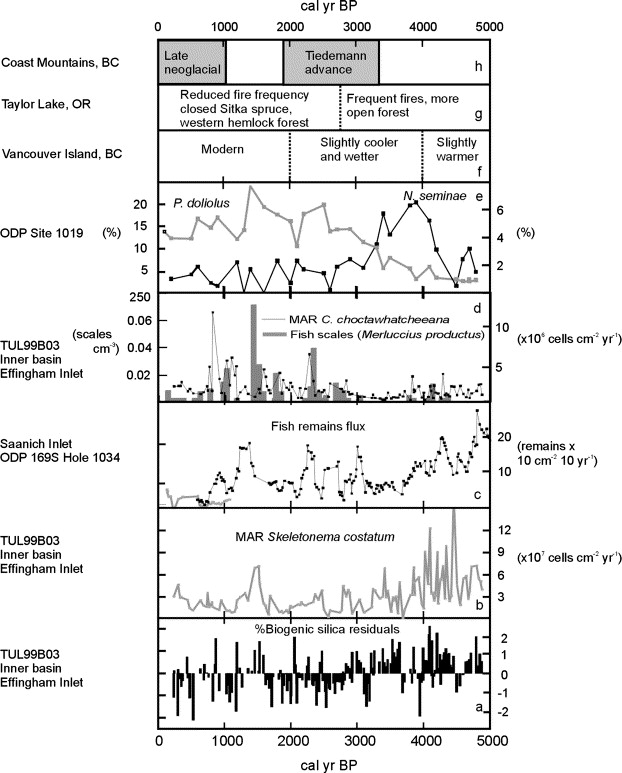 cal yr BP
0 1000 2000 3000 4000 5000
Coast Mountains, BC
Late
neoglacial
Tiedemann
advance
h
Taylor Lake, OR
Reduced fire frequency
closed Sitka spruce,
western hemlock forest
Frequent fires, more
open forest
g
Vancouver Island, BC
Modern
Slightly cooler
and wetter
Slightly
warmer
f
ODP Site 1019
(%)
20
15
10
5
P. doliolus
N. seminae
e
6
4
2
(%)
TUL99B03
Inner basin
Effingham Inlet
(scales
cm-3)
250
0.06
0.04
0.02
MAR C. choctawhatcheeana
Fish scales (Merluccius productus)
d
10
5
(x10⁶ cells cm⁻² yr⁻¹)
Saanich Inlet
ODP 169S Hole 1034
Fish remains flux
c
20
10
(remains x
10 cm⁻² 10 yr⁻¹)
TUL99B03
Inner basin
Effingham Inlet
MAR Skeletonema costatum
b
12
9
6
3
(x10⁷ cells cm⁻² yr⁻¹)
TUL99B03
Inner basin
Effingham Inlet
%Biogenic silica residuals
a
2
1
0
-1
-2
0 1000 2000 3000 4000 5000
cal yr BP